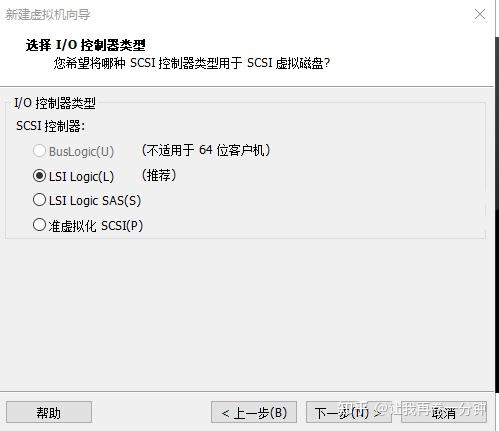 新建虚拟机向导
选择 I/O 控制器类型
您希望将哪种 SCSI 控制器类型用于 SCSI 虚拟磁盘?
I/O 控制器类型
SCSI 控制器:
BusLogic(U) (不适用于 64 位客户机)
LSI Logic(L) (推荐)
LSI Logic SAS(S)
准虚拟化 SCSI(P)
帮助 < 上一步(B) 下一步(N) > 取消
知乎 @让我再养一分钟